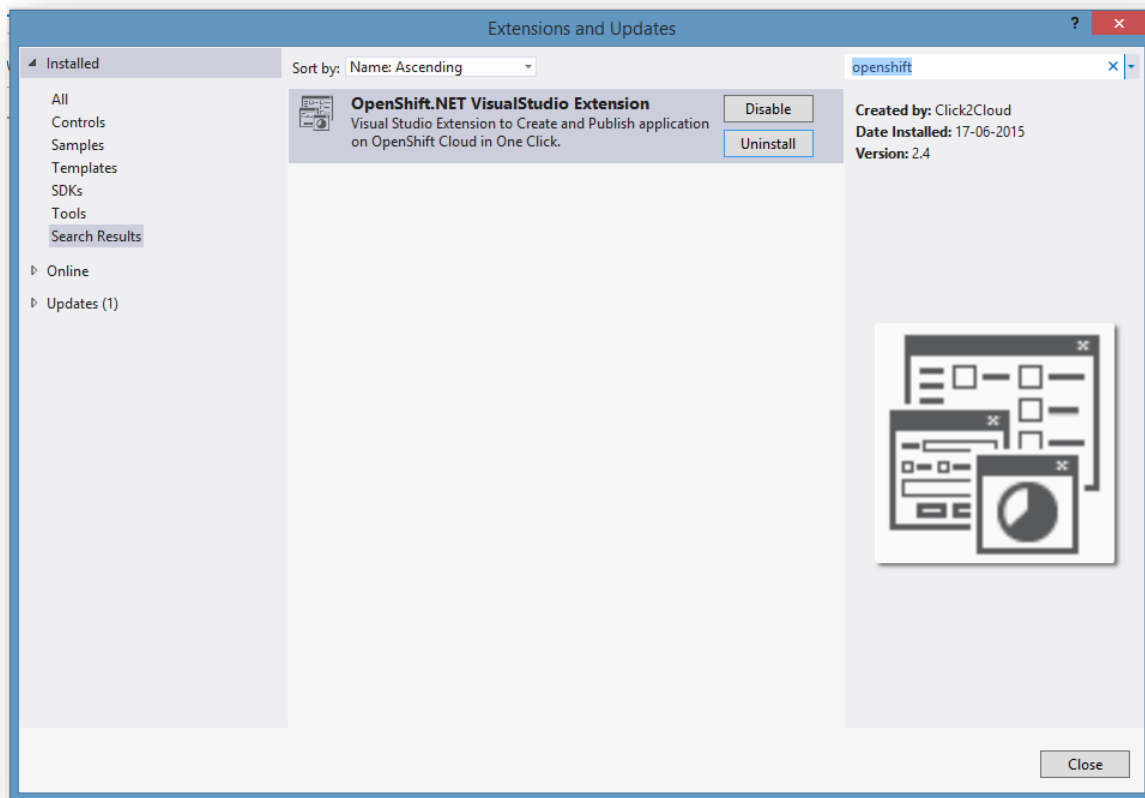 Extensions and Updates
?
Installed
All
Controls
Samples
Templates
SDKs
Tools
Search Results
Online
Updates (1)
Sort by: Name: Ascending
OpenShift.NET VisualStudio Extension
Visual Studio Extension to Create and Publish application
on OpenShift Cloud in One Click.
Disable
Uninstall
openshift
Created by: Click2Cloud
Date Installed: 17-06-2015
Version: 2.4
Close